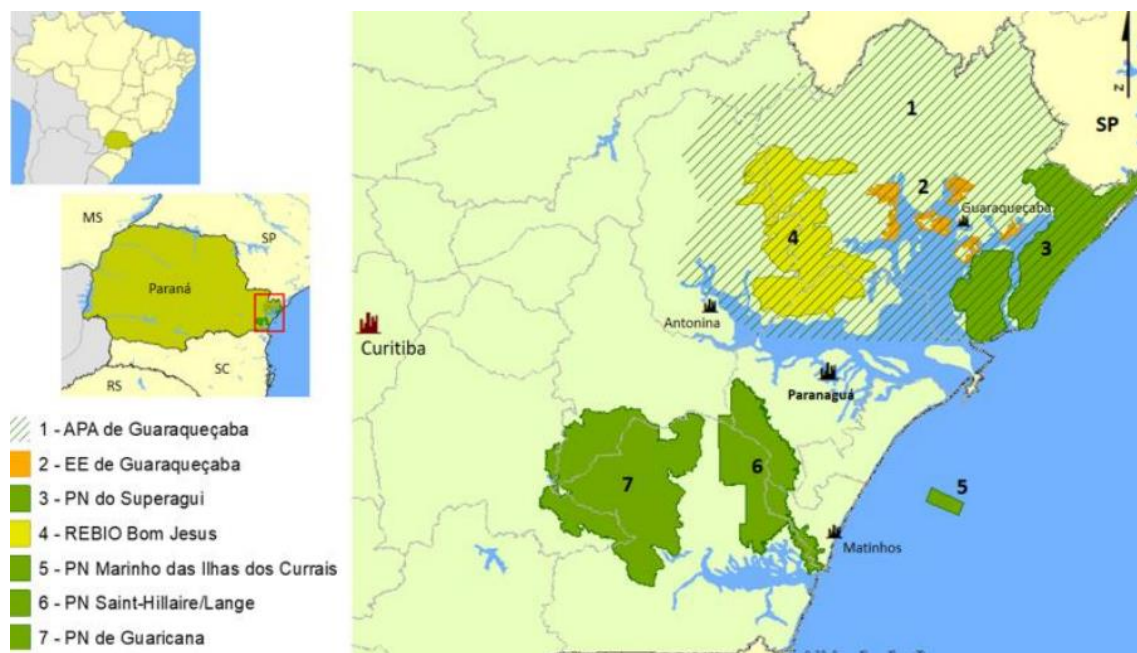 MS
SP
Paraná
SC
RS
1 - APA de Guaraqueçaba
2 - EE de Guaraqueçaba
3 - PN do Superagui
4 - REBIO Bom Jesus
5 - PN Marinho das Ilhas dos Currais
6 - PN Saint-Hillaire/Lange
7 - PN de Guaricana
N
1
SP
2
Guaraqueçaba
4
3
Antonina
Curitiba
Paranaguá
6
5
7
Matinhos